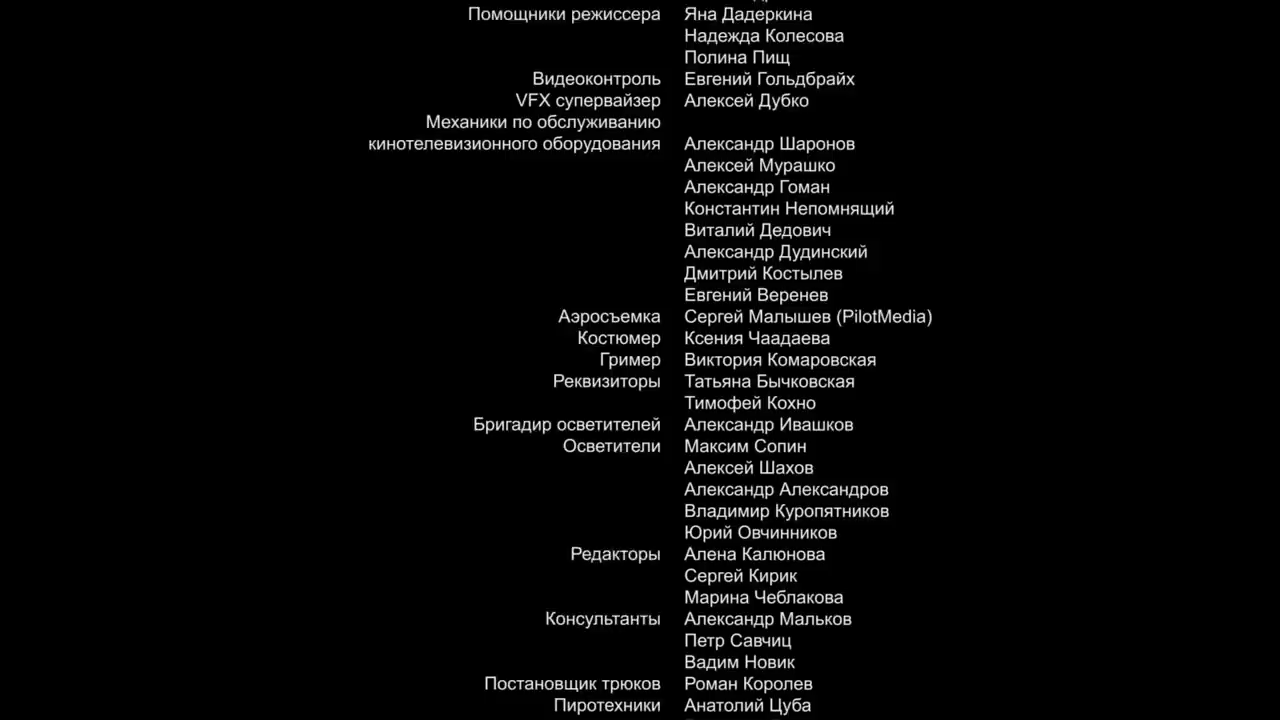 Помощники режиссера Яна Дадеркина
Надежда Колесова
Полина Пищ
Видеоконтроль Евгений Гольдбрайх
VFX супервайзер Алексей Дубко
Механики по обслуживанию
кинотелевизионного оборудования Александр Шаронов
Алексей Мурашко
Александр Гоман
Константин Непомнящий
Виталий Дедович
Александр Дудинский
Дмитрий Костылев
Евгений Веренев
Аэросъемка Сергей Малышев (PilotMedia)
Костюмер Ксения Чаадаева
Гример Виктория Комаровская
Реквизиторы Татьяна Бычковская
Тимофей Кохно
Бригадир осветителей Александр Ивашков
Осветители Максим Сопин
Алексей Шахов
Александр Александров
Владимир Куропятников
Юрий Овчинников
Редакторы Алена Калюнова
Сергей Кирик
Марина Чеблакова
Консультанты Александр Мальков
Петр Савчиц
Вадим Новик
Постановщик трюков Роман Королев
Пиротехники Анатолий Цуба